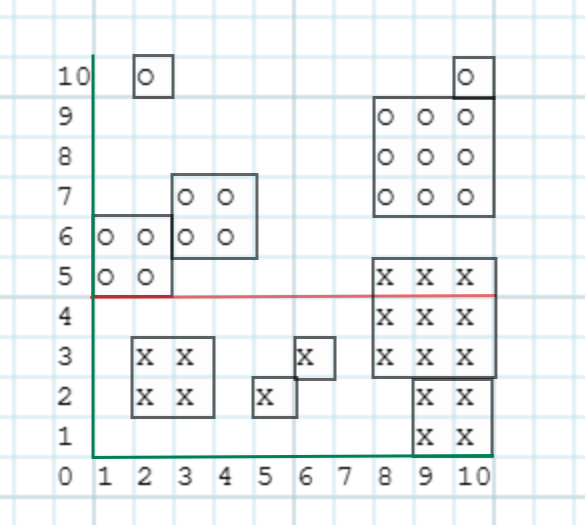 10 o o
9 o o o
8 o o o
7 o o o o o
6 o o o o
5 o o x x x
4 x x x
3 x x x x x x
2 x x x x x
1 x x
0 1 2 3 4 5 6 7 8 9 10